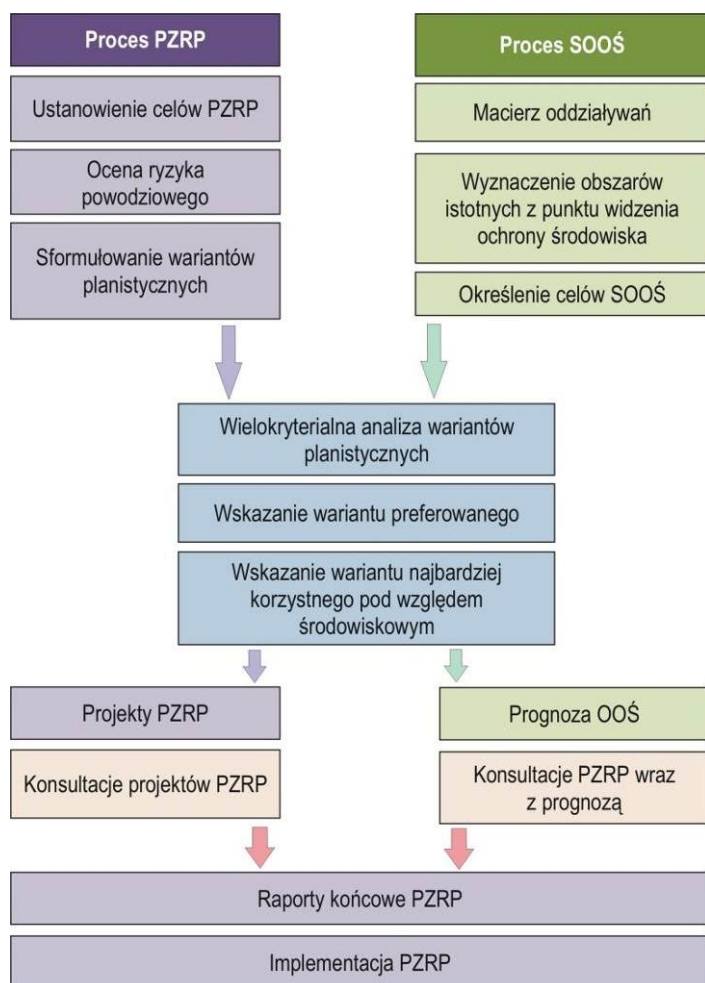 Proces PZRP
Ustanowienie celów PZRP
Ocena ryzyka
powodziowego
Sformułowanie wariantów
planistycznych
Proces SOOŚ
Macierz oddziaływań
Wyznaczenie obszarów
istotnych z punktu widzenia
ochrony środowiska
Określenie celów SOOŚ
Wielokryterialna analiza wariantów
planistycznych
Wskazanie wariantu preferowanego
Wskazanie wariantu najbardziej
korzystnego pod względem
środowiskowym
Projekty PZRP
Konsultacje projektów PZRP
Prognoza OOŚ
Konsultacje PZRP wraz
z prognozą
Raporty końcowe PZRP
Implementacja PZRP